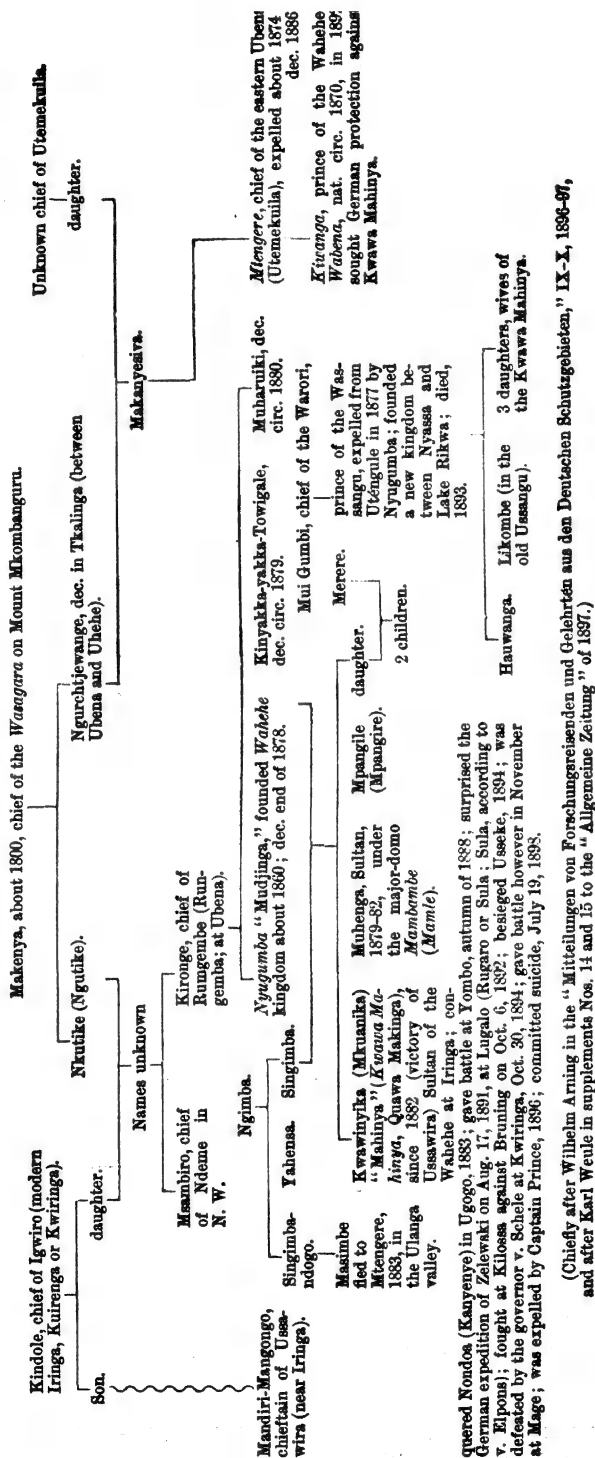 Makenya, about 1800, chief of the Wasagara on Mount Mkombanguru.
Kindole, chief of Igwiro (modern
Iringa, Kuirenga or Kwiringa).
Nkutike (Ngutike).
Ngurchtjewange, dec. in Tkalinga (between
Ubena and Uhehe).
Unknown chief of Utemekuila.
Son.
daughter.
daughter.
Names unknown
Makanyesiva.
Msambiro, chief
of Ndeme in
N. W.
Kironge, chief of
Rumgembe (Run-
gemba; at Ubena).
Mandiri-Mangongo,
chieftain of Ussa-
wira (near Iringa).
Ngimba.
Nyugumba "Mudjinga," founded Wahehe
kingdom about 1860; dec. end of 1878.
Kinyakka-yakka-Towigale,
dec. circ. 1879.
Muharuiki, dec.
circ. 1880.
Mtengere, chief of the eastern Ubena
(Utemekuila), expelled about 1874
dec. 1886
Singimba-
ndogo.
Yahensa.
Singimba.
Mui Gumbi, chief of the Warori,
Kiwanga, prince of the Wahehe
Wabena, nat. circ. 1870, in
sought German protection against
Kwawa Mahinya.
Masimbe
fled to
Mtengere,
1883, in
the Ulanga
valley.
Kwawinyika (Mkuanika)
"Mahinya" (Kwawa Ma-
hinya, Quawa Makinga),
since 1882 (victory of
Ussawira) Sultan of the
Wahehe at Iringa; con-
Muhenga, Sultan,
1879-82, under
the major-domo
Mambambe
(Mamle).
Mpangile
(Mpangire).
daughter.
Merere.
2 children.
prince of the Was-
sangu, expelled from
Utengule in 1877 by
Nyugumba; founded
a new kingdom be-
tween Nyassa and
Lake Rikwa; died,
1893.
quered Nondoa (Kanyenye) in Ugogo, 1883; gave battle at Yombo, autumn of 1888; surprised the
German expedition of Zelewaki on Aug. 17, 1891, at Lugalo (Rugaro or Sula; Sula, according to
v. Elpons); fought at Kilossa against Bruning on Oct. 6, 1892; besieged Usseke, 1894; was
defeated by the governor v. Schele at Kwiringa, Oct. 30, 1894; gave battle however in November
at Mage; was expelled by Captain Prince, 1896; committed suicide, July 19, 1898.
Hauwanga.
Likombe (in the
old Ussangu).
3 daughters, wives of
the Kwawa Mahinya.
(Chiefly after Wilhelm Arning in the "Mitteilungen von Forschungsreisenden und Gelehrten aus den Deutschen Schutzgebieten," IX-X, 1896-97,
and after Karl Weule in supplements Nos. 14 and 15 to the "Allgemeine Zeitung" of 1897.)